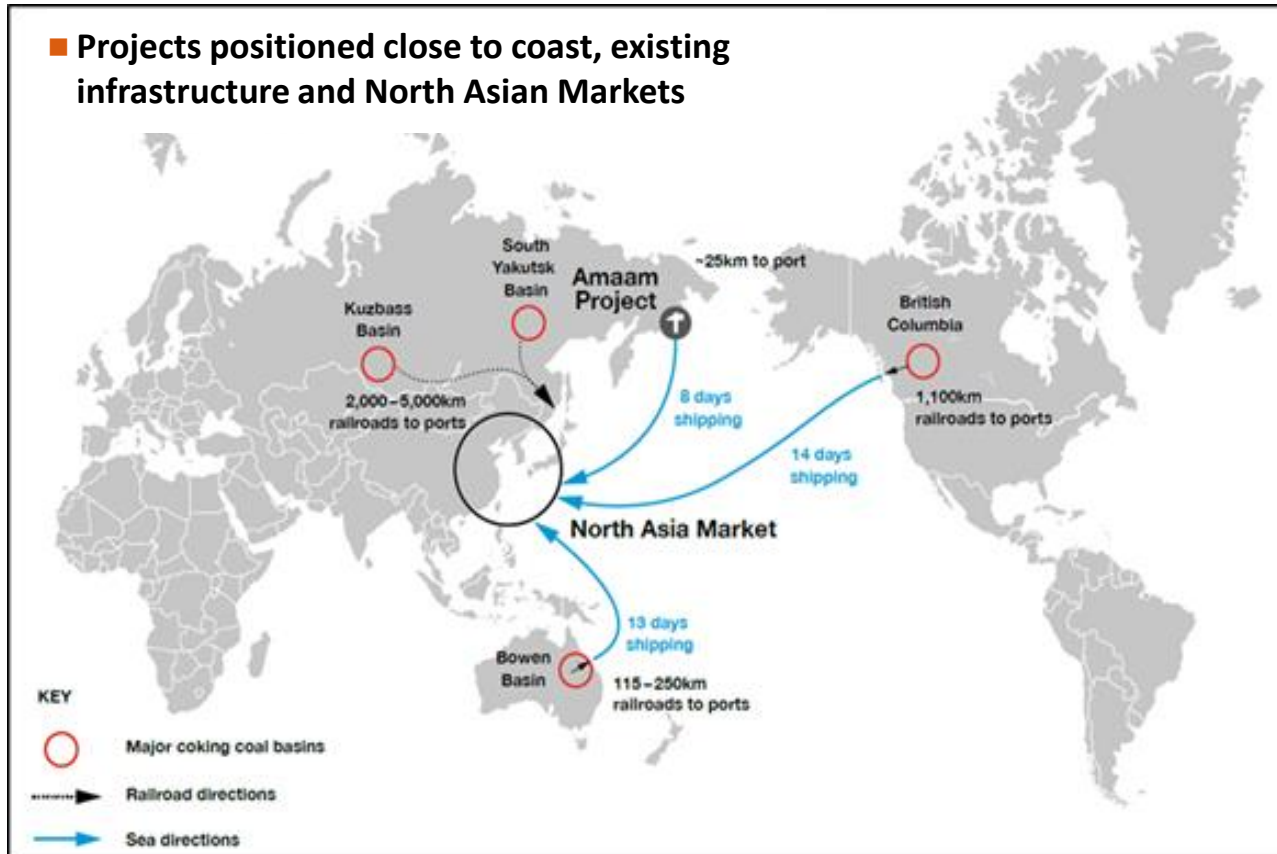 ■ Projects positioned close to coast, existing
infrastructure and North Asian Markets
South
Yakutsk
Basin
Amaam
Project
~25km to port
Kuzbass
Basin
British
Columbia
2,000–5,000km
railroads to ports
8 days
shipping
1,100km
railroads to ports
14 days
shipping
North Asia Market
13 days
shipping
Bowen
Basin
115–250km
railroads to ports
KEY
Major coking coal basins
Railroad directions
Sea directions